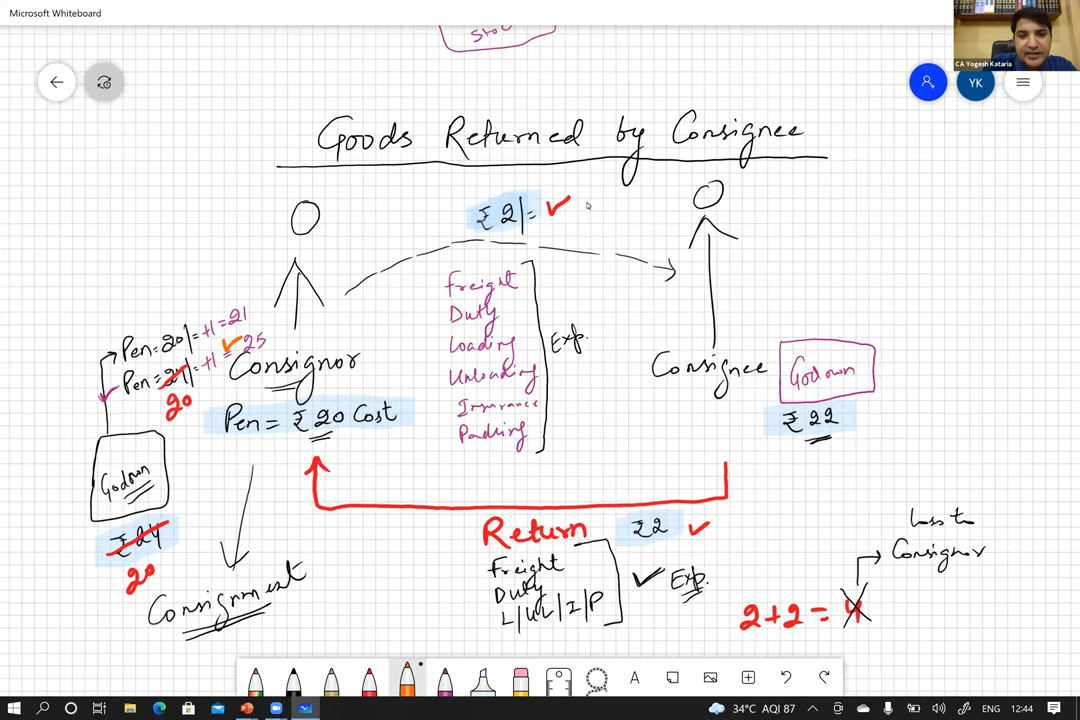 Microsoft Whiteboard
Stock
CA Yogesh Kataria
YK
Goods Returned by Consignee
₹ 2/=
Freight
Duty
Loading
Unloading
Insurance
Packing
Exp.
Pen = 20/= +1 = 21
Pen = 24/= +1 = 25
20
Consignor
Pen = ₹ 20 Cost
Consignee
Godown
₹ 22
Godown
₹ 24
20
Consignment
Return ₹ 2
Freight
Duty
L/UL/I/P
Exp.
Loss to
Consignor
2+2 = 4
34°C AQI 87
ENG
12:44